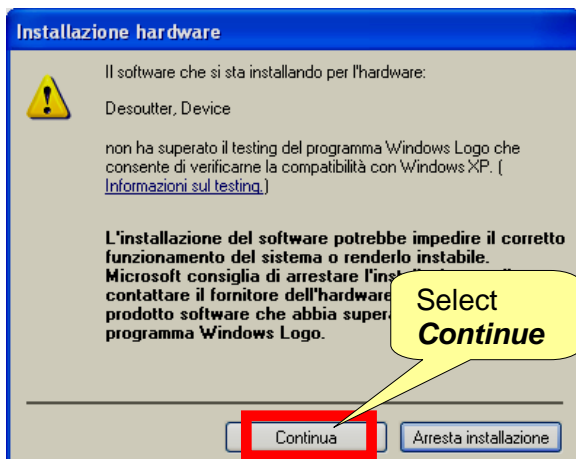 Installazione hardware
Il software che si sta installando per l'hardware:
Desoutter, Device
non ha superato il testing del programma Windows Logo che
consente di verificarne la compatibilità con Windows XP. (
Informazioni sul testing.)
L'installazione del software potrebbe impedire il corretto
funzionamento del sistema o renderlo instabile.
Microsoft consiglia di arrestare
contattare il fornitore dell'hardware
prodotto software che abbia
programma Windows Logo.
Select
Continue
Continua
Arresta installazione